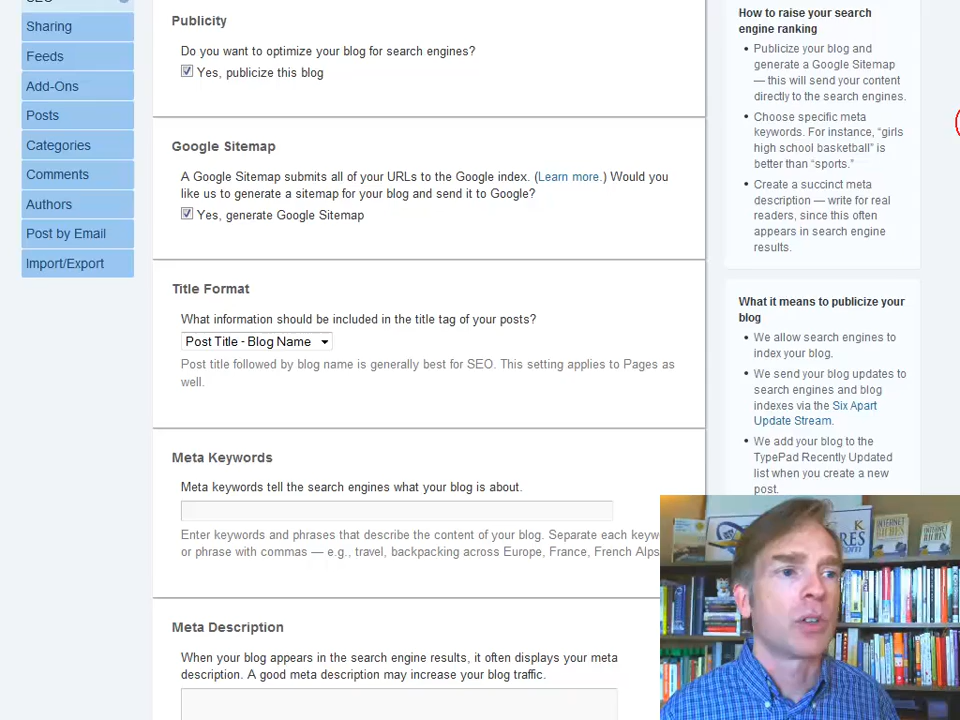 Sharing
Feeds
Add-Ons
Posts
Categories
Comments
Authors
Post by Email
Import/Export
Publicity
Do you want to optimize your blog for search engines?
Yes, publicize this blog
Google Sitemap
A Google Sitemap submits all of your URLs to the Google index. (Learn more.) Would you
like us to generate a sitemap for your blog and send it to Google?
Yes, generate Google Sitemap
Title Format
What information should be included in the title tag of your posts?
Post Title - Blog Name
Post title followed by blog name is generally best for SEO. This setting applies to Pages as
well.
Meta Keywords
Meta keywords tell the search engines what your blog is about.
Enter keywords and phrases that describe the content of your blog. Separate each keyw
or phrase with commas — e.g., travel, backpacking across Europe, France, French Alps
Meta Description
When your blog appears in the search engine results, it often displays your meta
description. A good meta description may increase your blog traffic.
How to raise your search
engine ranking
Publicize your blog and
generate a Google Sitemap
— this will send your content
directly to the search engines.
Choose specific meta
keywords. For instance, “girls
high school basketball” is
better than “sports.”
Create a succinct meta
description — write for real
readers, since this often
appears in search engine
results.
What it means to publicize your
blog
We allow search engines to
index your blog.
We send your blog updates to
search engines and blog
indexes via the Six Apart
Update Stream.
We add your blog to the
TypePad Recently Updated
list when you create a new
post.
INTERNET
RICHES
INTERNET
RICHES